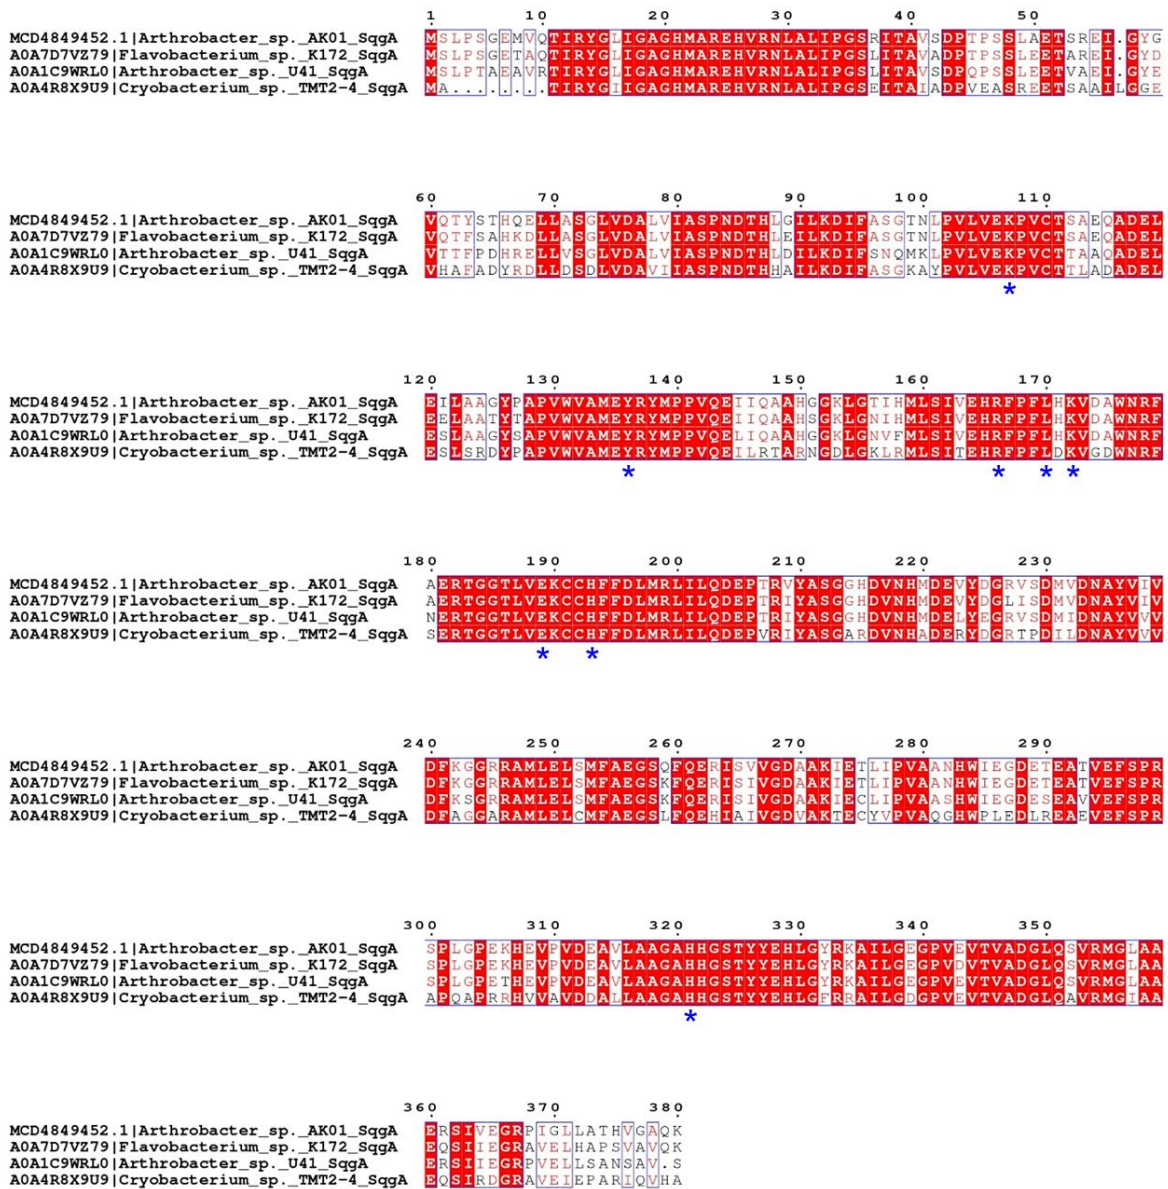 1 10 20 30 40 50
MCD4849452.1|Arthrobacter_sp._AK01_SqgA MSLPSGEMVQTIRYGLIGAGHMAREHVRNLALIPGSRITAVSDPTPSSLAETSREI.GYG
A0A7D7VZ79|Flavobacterium_sp._K172_SqgA MSLPSGETAQTIRYGLIGAGHMAREHVRNLALIPGSLITAVADPTPSSLEETAREI.GYD
A0A1C9WRL0|Arthrobacter_sp._U41_SqgA MSLPTAEAVRTIRYGLIGAGHMAREHVRNLALIPGSLITAVSDPQPSSLEETVAEI.GYE
A0A4R8X9U9|Cryobacterium_sp._TMT2-4_SqgA MA........TIRYGIIGAGHMAREHVRNLALIPGSEITAIADPVEASREETSAAILGGE
60 70 80 90 100 110
MCD4849452.1|Arthrobacter_sp._AK01_SqgA VQTYSTHQELLASGLVDALVIASPNDTHLGILKDIFASGTNLPVLVEKPVCTSAEQADEL
A0A7D7VZ79|Flavobacterium_sp._K172_SqgA VQTFSAHKDLLASGLVDALVIASPNDTHLEILKDIFASGTNLPVLVEKPVCTSAEQADEL
A0A1C9WRL0|Arthrobacter_sp._U41_SqgA VTTFPDHRELLVSGLVDALVIASPNDTHLDILKDIFSNQMKLPVLVEKPVCTTAAQADEL
A0A4R8X9U9|Cryobacterium_sp._TMT2-4_SqgA VHAFADYRDLLDSDLVDAVIIASPNDTHHAILKDIFASGKAYPVLVEKPVCTTLADADEL
*
120 130 140 150 160 170
MCD4849452.1|Arthrobacter_sp._AK01_SqgA EILAAGYPAPVWVAMEYRYMPPVQEIIQAAHGGKLGTIHMLSIVEHRFPFLHKVDAWNRF
A0A7D7VZ79|Flavobacterium_sp._K172_SqgA EELAATYTAPVWVAMEYRYMPPVQEIIQAAHSGKLGNIHMLSIVEHRFPFLHKVDAWNRF
A0A1C9WRL0|Arthrobacter_sp._U41_SqgA ESLAAGYSAPVWVAMEYRYMPPVQELIQAAHGGKLGNVFMLSIVEHRFPFLHKVDAWNRF
A0A4R8X9U9|Cryobacterium_sp._TMT2-4_SqgA ESLSRDYPAPVWVAMEYRYMPPVQEILRTARNGDLGKLRMLSITEHRFPFLDKVGDWNRF
* * * *
180 190 200 210 220 230
MCD4849452.1|Arthrobacter_sp._AK01_SqgA AERTGGTLVEKCCHFFDLMRLILQDEPTRVYASGGHDVNHMDEVYDGRVSDMVDNAYVIV
A0A7D7VZ79|Flavobacterium_sp._K172_SqgA AERTGGTLVEKCCHFFDLMRLILQDEPTRIYASGGHDVNHMDEVYDGLISDMVDNAYVIV
A0A1C9WRL0|Arthrobacter_sp._U41_SqgA NERTGGTLVEKCCHFFDLMRLILQDEPTRIYASGGHDVNHMDELYEGRVSDMIDNAYVVV
A0A4R8X9U9|Cryobacterium_sp._TMT2-4_SqgA SERTGGTLVEKCCHFFDLMRLILQDEPVRIYASGARDVNHADERYDGRTPDILDNAYVVV
* *
240 250 260 270 280 290
MCD4849452.1|Arthrobacter_sp._AK01_SqgA DFKGGRRAMLELSMFAEGSQFQERISVVGDAAKIETLIPVAANHWIEGDETEATVEFSPR
A0A7D7VZ79|Flavobacterium_sp._K172_SqgA DFKGGRRAMLELSMFAEGSKFQERISIVGDAAKIETLIPVAANHWIEGDETEATVEFSPR
A0A1C9WRL0|Arthrobacter_sp._U41_SqgA DFKSGRRAMLELSMFAEGSKFQERISIVGDAAKIECLIPVAASHWIEGDESEAVVEFSPR
A0A4R8X9U9|Cryobacterium_sp._TMT2-4_SqgA DFAGGARAMLELCMFAEGSLFQEHIAIVGDVAKTECYVPVAQGHWPLEDLREAEVEFSPR
300 310 320 330 340 350
MCD4849452.1|Arthrobacter_sp._AK01_SqgA SPLGPEKHEVPVDEAVLAAGAHHGSTYYEHLGYRKAILGEGPVEVTVADGLQSVRMGLAA
A0A7D7VZ79|Flavobacterium_sp._K172_SqgA SPLGPEKHEVPVDEAVLAAGAHHGSTYYEHLGYRKAILGEGPVDVTVADGLQSVRMGLAA
A0A1C9WRL0|Arthrobacter_sp._U41_SqgA SPLGPETHEVPVDEAVLAAGAHHGSTYYEHLGYRKAILGEGPVEVTVADGLQSVRMGLAA
A0A4R8X9U9|Cryobacterium_sp._TMT2-4_SqgA APQAPRRHVVAVDDALLAAGAHHGSTYYEHLGFRRAILGDGPVEVTVADGLQAVRMGIAA
*
360 370 380
MCD4849452.1|Arthrobacter_sp._AK01_SqgA ERSIVEGRPIGLLATHVGAQK
A0A7D7VZ79|Flavobacterium_sp._K172_SqgA EQSIIEGRAVELHAPSVAVQK
A0A1C9WRL0|Arthrobacter_sp._U41_SqgA ERSIIEGRPVELLSANSAV.S
A0A4R8X9U9|Cryobacterium_sp._TMT2-4_SqgA EQSIRDGRAVEIEPARIQVHA